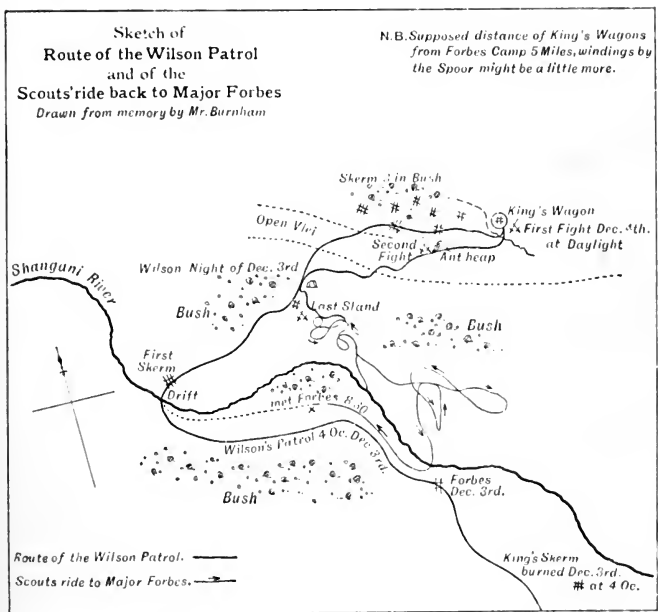 Sketch of
Route of the Wilson Patrol
and of the
Scouts' ride back to Major Forbes
Drawn from memory by Mr. Burnham
N.B. Supposed distance of King's Wagons
from Forbes Camp 5 Miles, windings by
the Spoor might be a little more.
Skerm's in Bush
King's Wagon
First Fight Dec. 4th.
at Daylight
Open Vlei
Second
Fight
Ant heap
Shangani River
Wilson Night of Dec. 3rd
Bush
Last Stand
Bush
First
Skerm
Drift
met Forbes 8.30
Wilson's Patrol 4 Oc. Dec. 3rd.
Bush
Forbes
Dec. 3rd.
King's Skerm
burned Dec. 3rd.
at 4 Oc.
Route of the Wilson Patrol.
Scouts ride to Major Forbes.